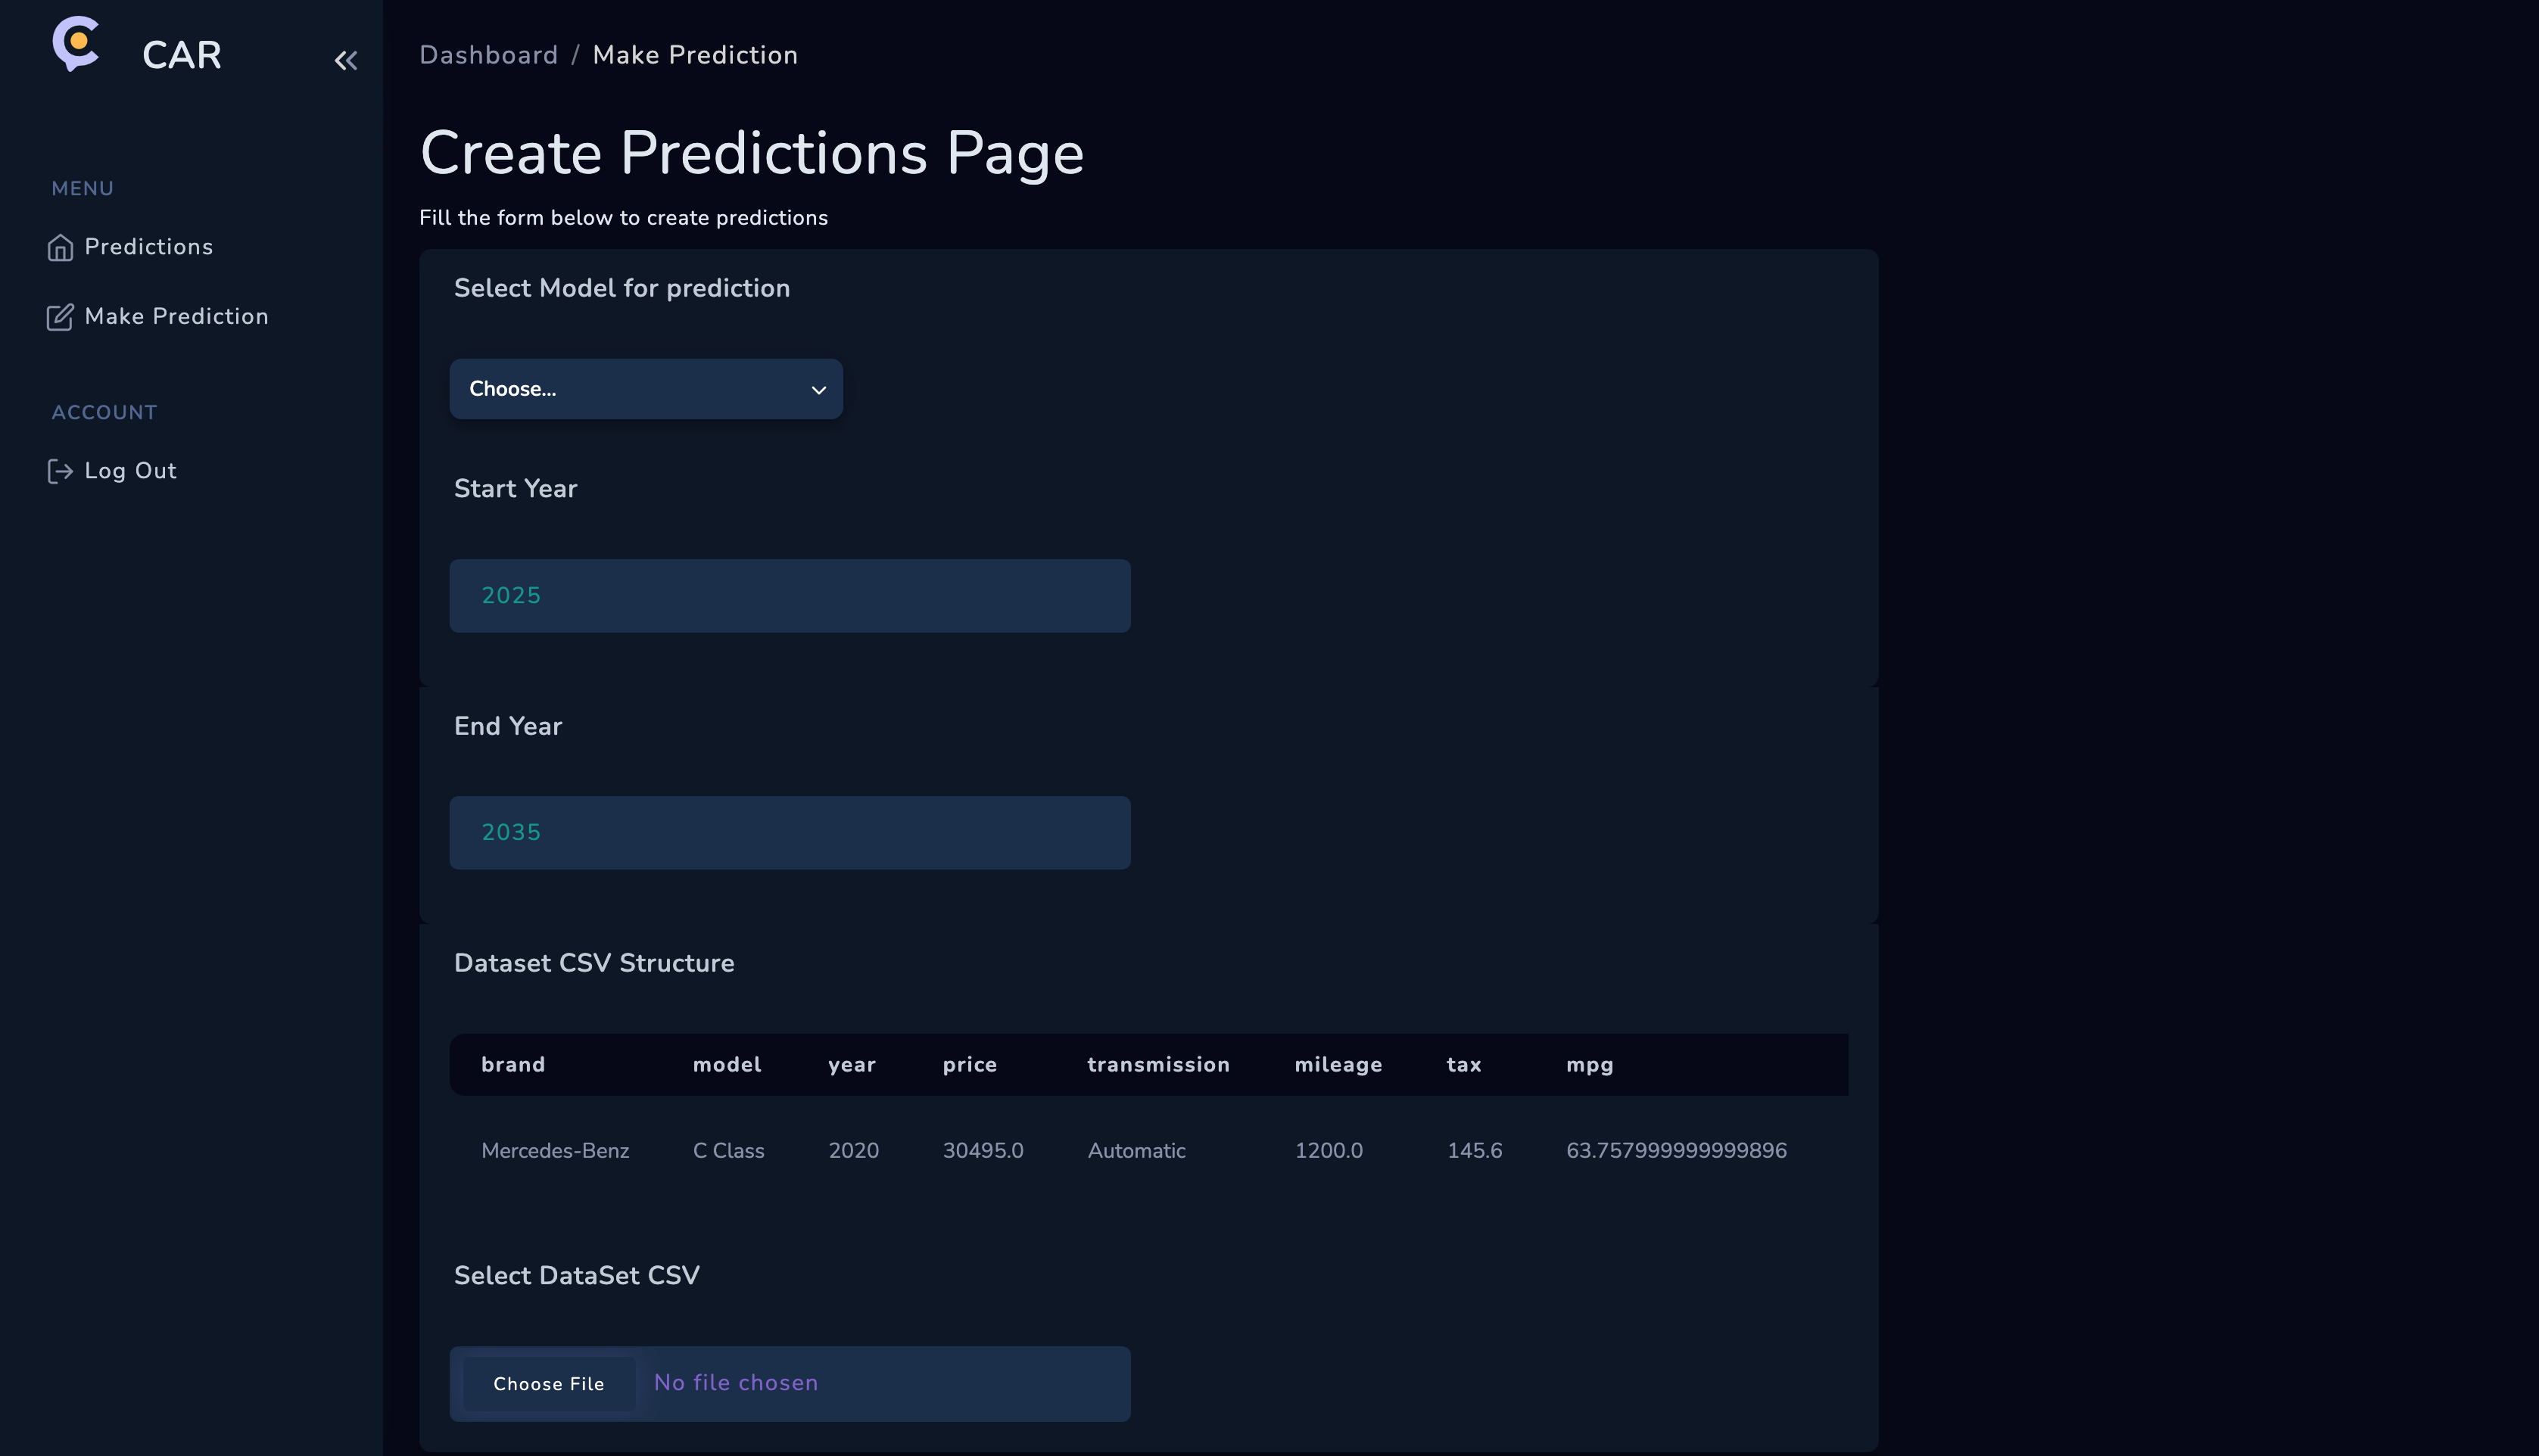 CAR
MENU
Predictions
Make Prediction
ACCOUNT
Log Out
Dashboard / Make Prediction
Create Predictions Page
Fill the form below to create predictions
Select Model for prediction
Choose...
Start Year
2025
End Year
2035
Dataset CSV Structure
brand model year price transmission mileage tax mpg
Mercedes-Benz C Class 2020 30495.0 Automatic 1200.0 145.6 63.757999999999896
Select DataSet CSV
Choose File No file chosen